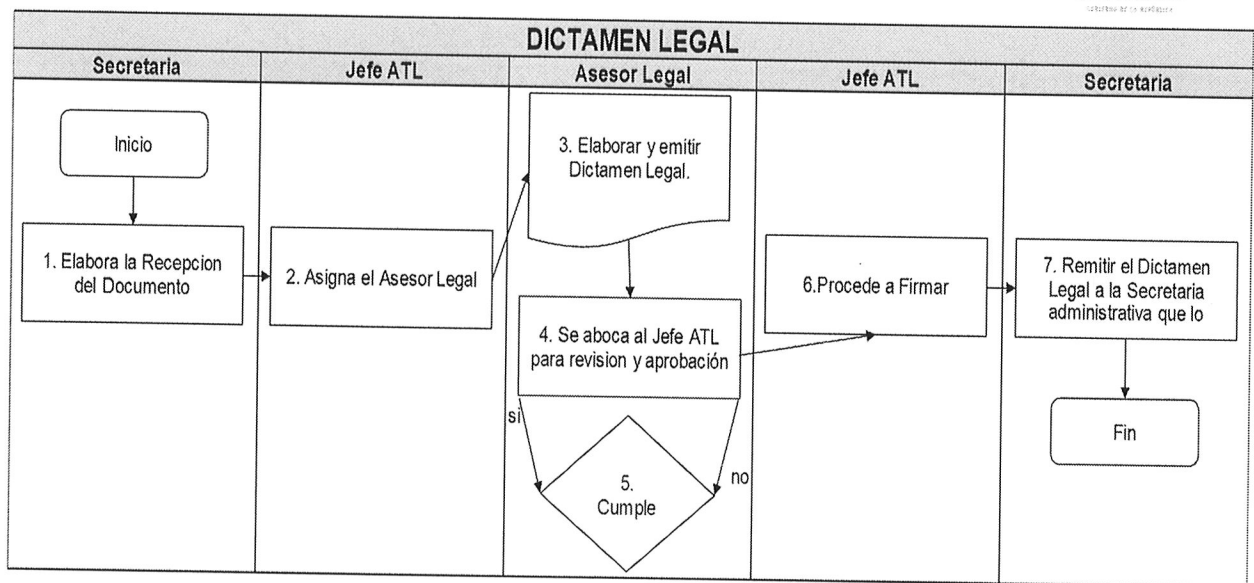 DICTAMEN LEGAL
Secretaria
Jefe ATL
Asesor Legal
Jefe ATL
Secretaria
Inicio
1. Elabora la Recepcion
del Documento
2. Asigna el Asesor Legal
3. Elaborar y emitir
Dictamen Legal.
4. Se aboca al Jefe ATL
para revision y aprobación
si
no
5.
Cumple
6.Procede a Firmar
7. Remitir el Dictamen
Legal a la Secretaria
administrativa que lo
Fin